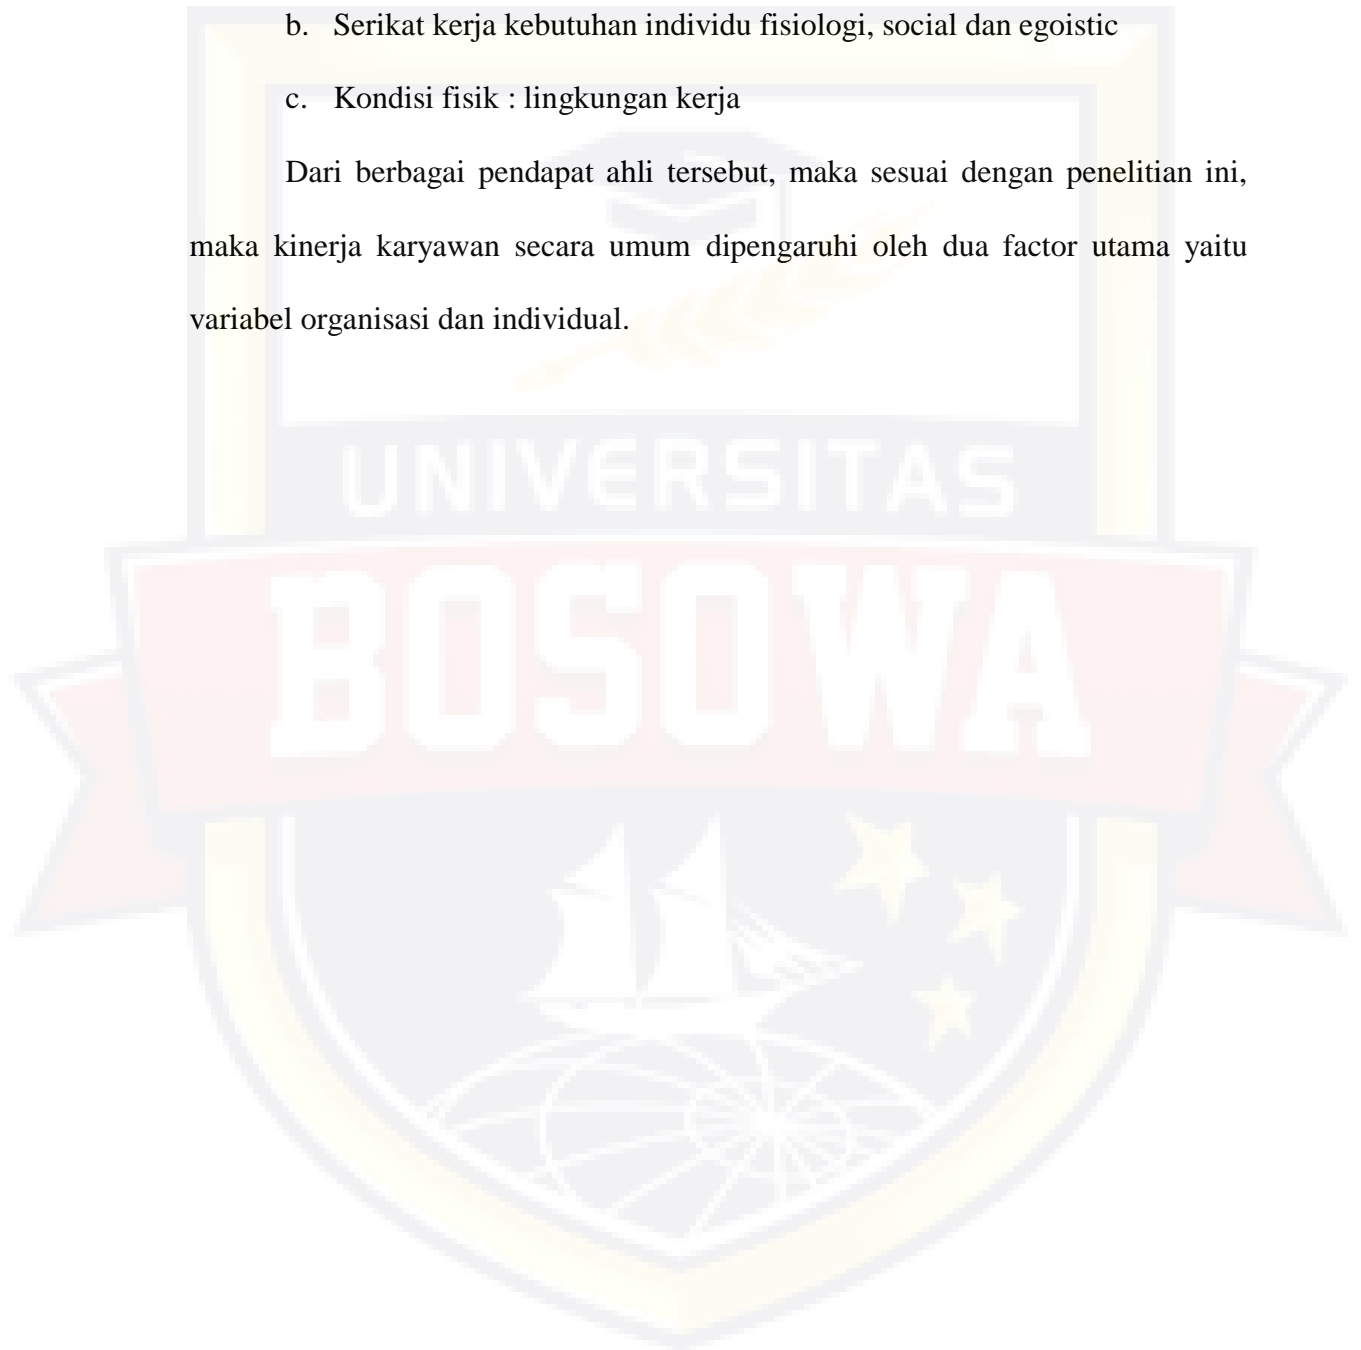 b. Serikat kerja kebutuhan individu fisiologi, social dan egoistic
c. Kondisi fisik : lingkungan kerja
Dari berbagai pendapat ahli tersebut, maka sesuai dengan penelitian ini,
maka kinerja karyawan secara umum dipengaruhi oleh dua factor utama yaitu
variabel organisasi dan individual.
UNIVERSITAS
BOSOWA